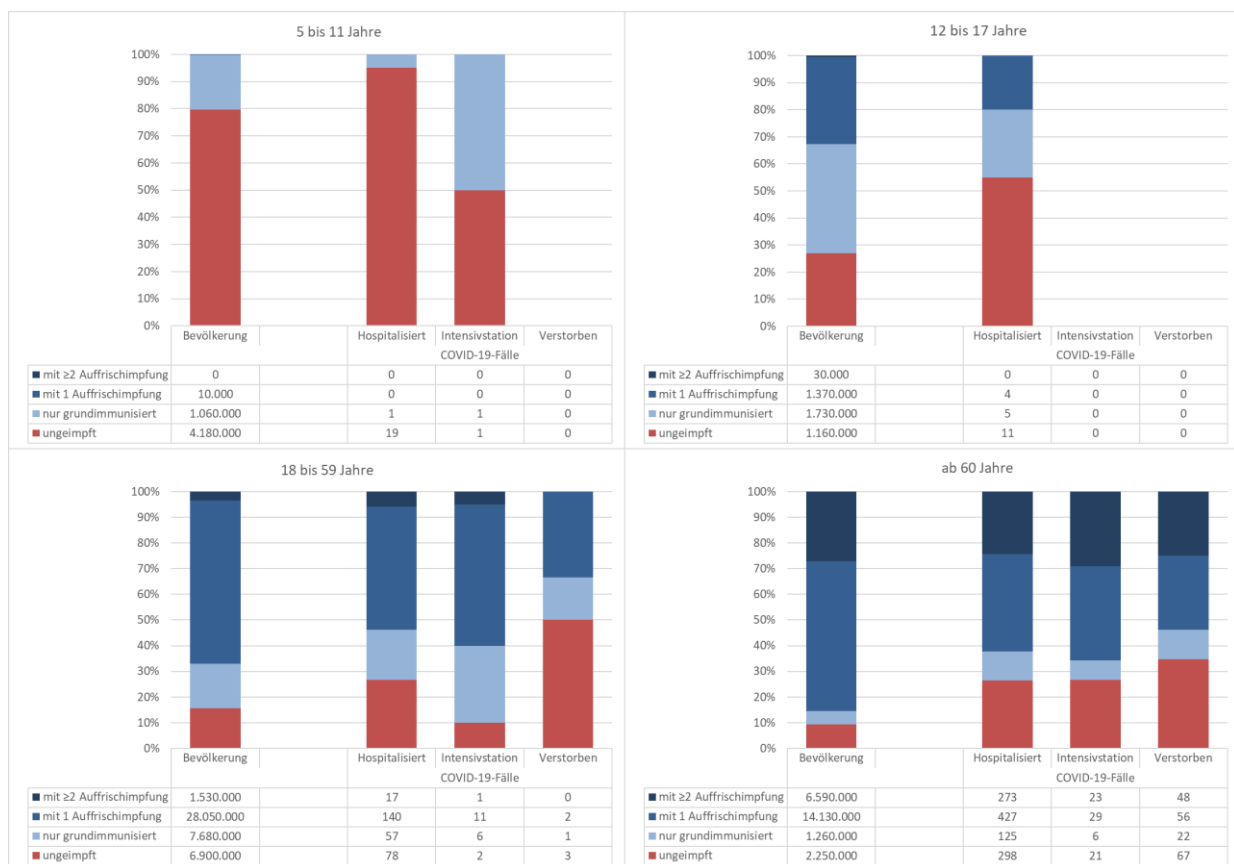 5 bis 11 Jahre
100%
90%
80%
70%
60%
50%
40%
30%
20%
10%
0%
Bevölkerung Hospitalisiert Intensivstation Verstorben
COVID-19-Fälle
mit ≥2 Auffrischimpfung 0 0 0 0
mit 1 Auffrischimpfung 10.000 0 0 0
nur grundimmunisiert 1.060.000 1 1 0
ungeimpft 4.180.000 19 1 0
12 bis 17 Jahre
100%
90%
80%
70%
60%
50%
40%
30%
20%
10%
0%
Bevölkerung Hospitalisiert Intensivstation Verstorben
COVID-19-Fälle
mit ≥2 Auffrischimpfung 30.000 0 0 0
mit 1 Auffrischimpfung 1.370.000 4 0 0
nur grundimmunisiert 1.730.000 5 0 0
ungeimpft 1.160.000 11 0 0
18 bis 59 Jahre
100%
90%
80%
70%
60%
50%
40%
30%
20%
10%
0%
Bevölkerung Hospitalisiert Intensivstation Verstorben
COVID-19-Fälle
mit ≥2 Auffrischimpfung 1.530.000 17 1 0
mit 1 Auffrischimpfung 28.050.000 140 11 2
nur grundimmunisiert 7.680.000 57 6 1
ungeimpft 6.900.000 78 2 3
ab 60 Jahre
100%
90%
80%
70%
60%
50%
40%
30%
20%
10%
0%
Bevölkerung Hospitalisiert Intensivstation Verstorben
COVID-19-Fälle
mit ≥2 Auffrischimpfung 6.590.000 273 23 48
mit 1 Auffrischimpfung 14.130.000 427 29 56
nur grundimmunisiert 1.260.000 125 6 22
ungeimpft 2.250.000 298 21 67